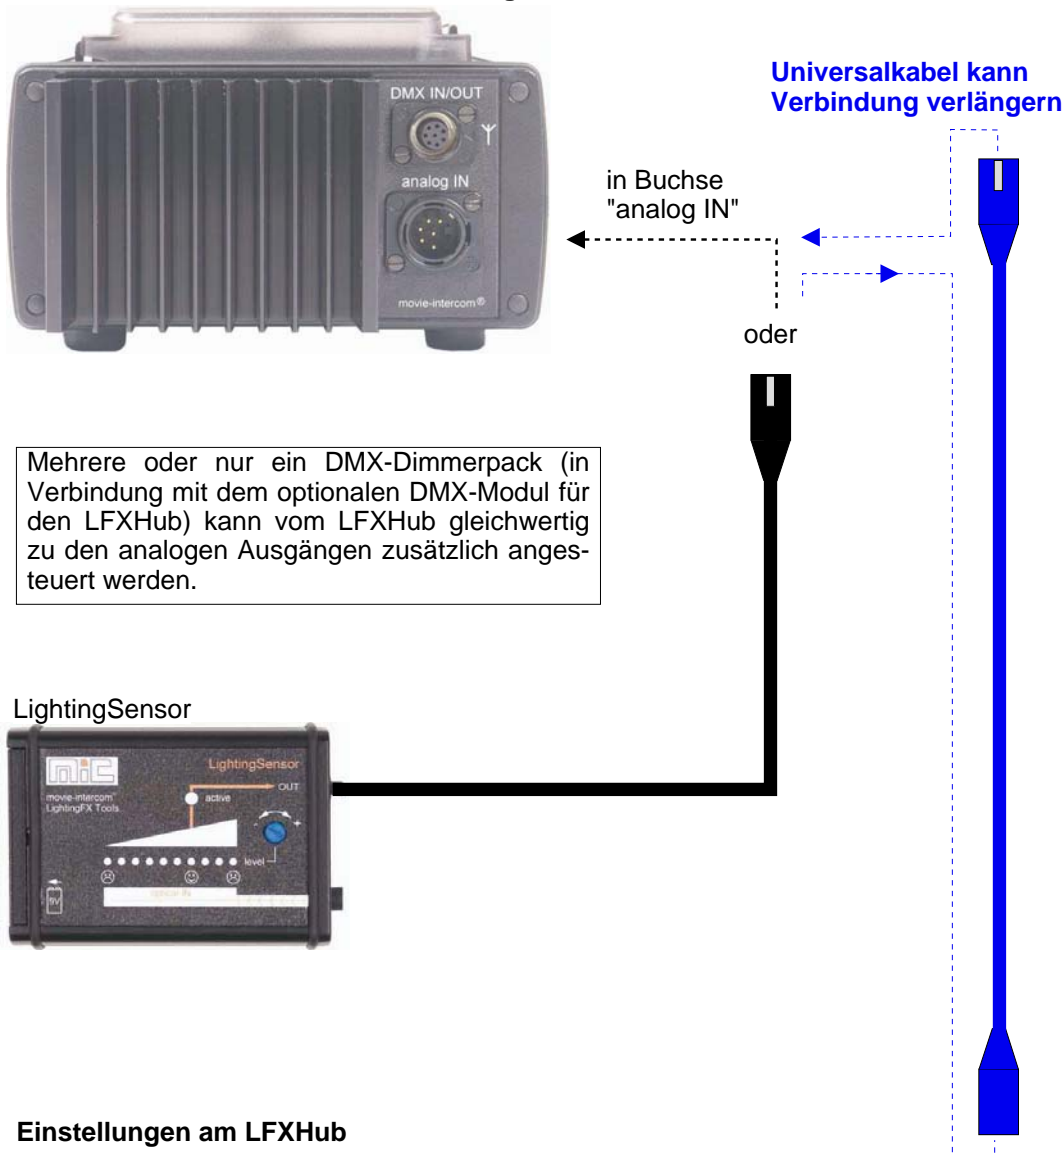 DMX IN/OUT
analog IN
movie-intercom®
Universalkabel kann
Verbindung verlängern
in Buchse
"analog IN"
oder
Mehrere oder nur ein DMX-Dimmerpack (in
Verbindung mit dem optionalen DMX-Modul für
den LFXHub) kann vom LFXHub gleichwertig
zu den analogen Ausgängen zusätzlich anges-
teuert werden.
LightingSensor
mic
LightingSensor
OUT
movie-intercom
LightingFX Tools
active
- +
level
optical IN
9V
Einstellungen am LFXHub